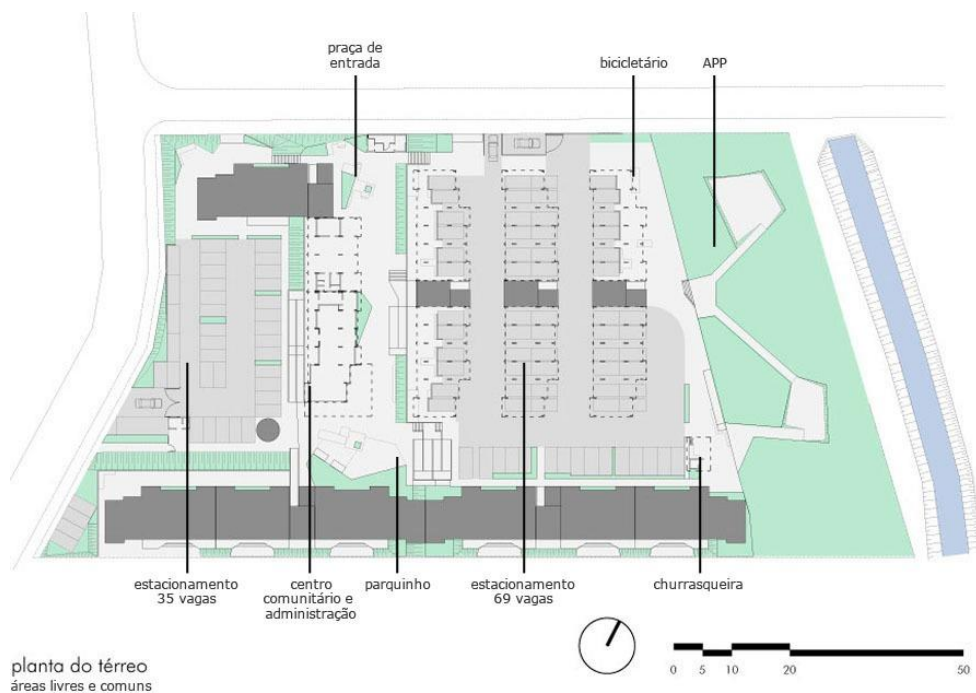 praça de
entrada
bicicletário
APP
estacionamento
35 vagas
centro
comunitário e
administração
parquinho
estacionamento
69 vagas
churrasqueira
planta do térreo
áreas livres e comuns
0 5 10 20 50